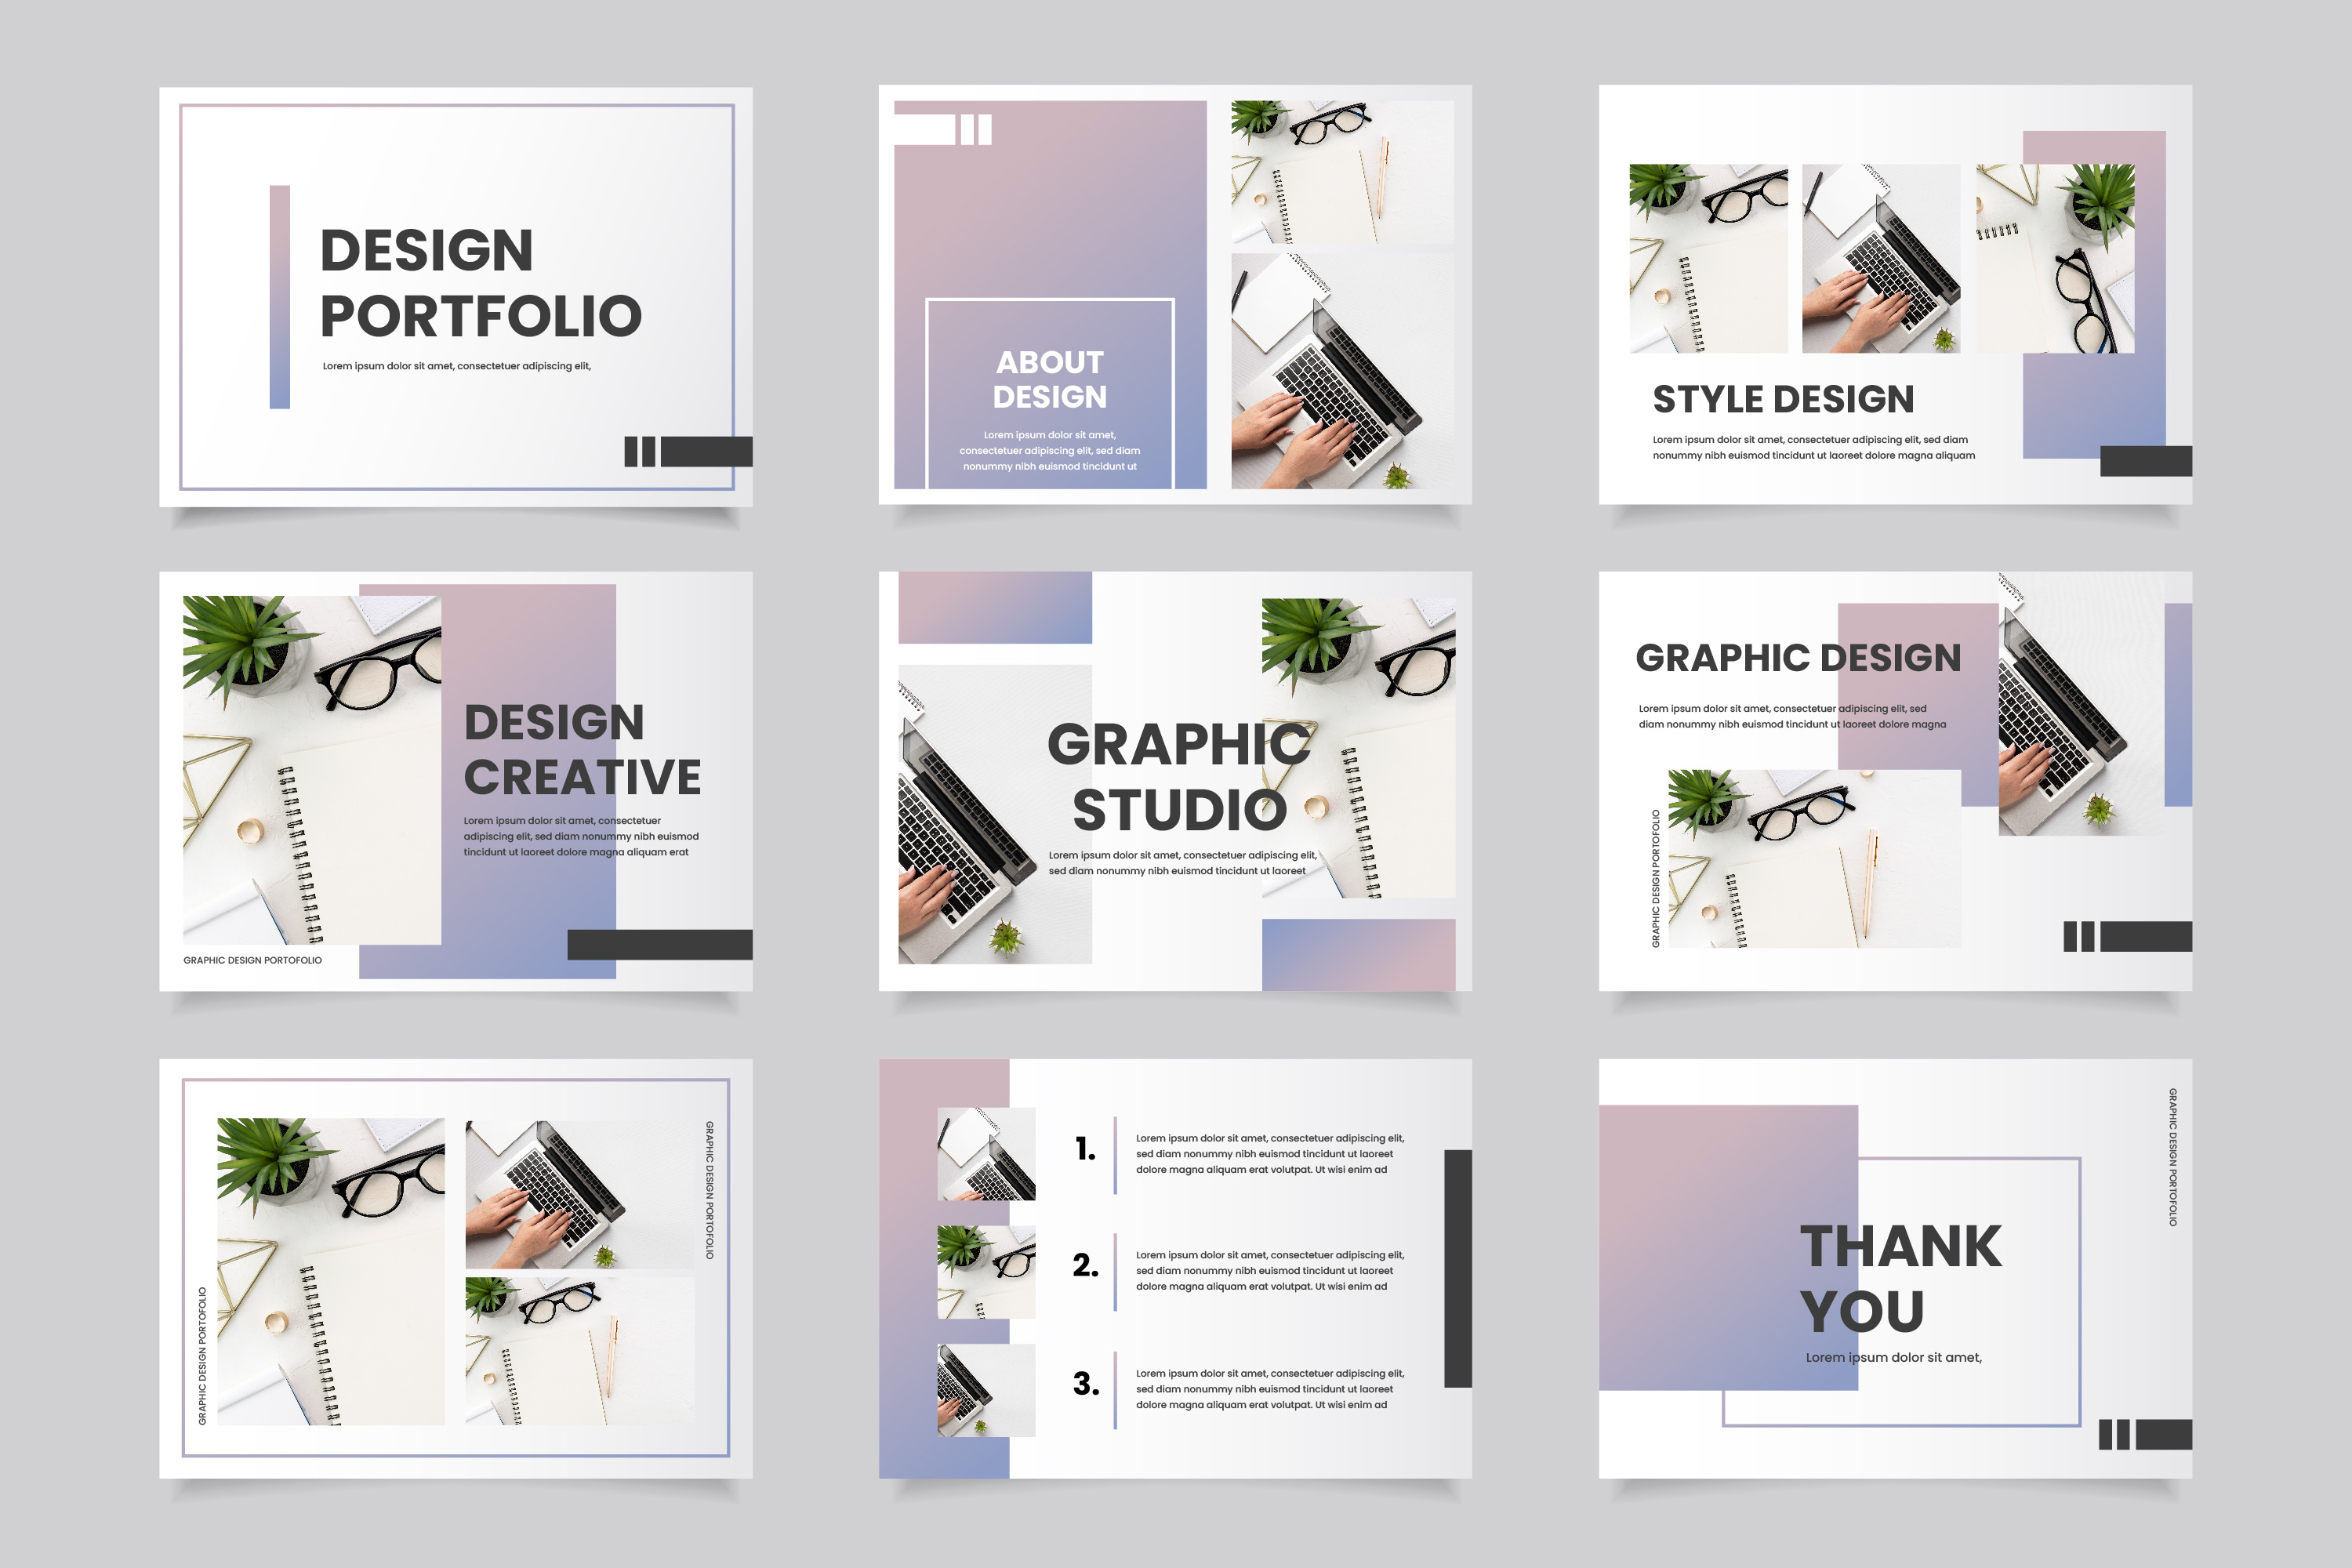 DESIGN
PORTFOLIO
Lorem ipsum dolor sit amet, consectetuer adipiscing elit,
ABOUT
DESIGN
Lorem ipsum dolor sit amet,
consectetuer adipiscing elit, sed diam
nonummy nibh euismod tincidunt ut
STYLE DESIGN
Lorem ipsum dolor sit amet, consectetuer adipiscing elit, sed diam
nonummy nibh euismod tincidunt ut laoreet dolore magna aliquam
DESIGN
CREATIVE
Lorem ipsum dolor sit amet, consectetuer
adipiscing elit, sed diam nonummy nibh euismod
tincidunt ut laoreet dolore magna aliquam erat
GRAPHIC DESIGN PORTOFOLIO
GRAPHIC
STUDIO
Lorem ipsum dolor sit amet, consectetuer adipiscing elit,
sed diam nonummy nibh euismod tincidunt ut laoreet
GRAPHIC DESIGN
Lorem ipsum dolor sit amet, consectetuer adipiscing elit, sed
diam nonummy nibh euismod tincidunt ut laoreet dolore magna
GRAPHIC DESIGN PORTOFOLIO
GRAPHIC DESIGN PORTOFOLIO
GRAPHIC DESIGN PORTOFOLIO
1.
Lorem ipsum dolor sit amet, consectetuer adipiscing elit,
sed diam nonummy nibh euismod tincidunt ut laoreet
dolore magna aliquam erat volutpat. Ut wisi enim ad
2.
Lorem ipsum dolor sit amet, consectetuer adipiscing elit,
sed diam nonummy nibh euismod tincidunt ut laoreet
dolore magna aliquam erat volutpat. Ut wisi enim ad
3.
Lorem ipsum dolor sit amet, consectetuer adipiscing elit,
sed diam nonummy nibh euismod tincidunt ut laoreet
dolore magna aliquam erat volutpat. Ut wisi enim ad
GRAPHIC DESIGN PORTOFOLIO
THANK
YOU
Lorem ipsum dolor sit amet,